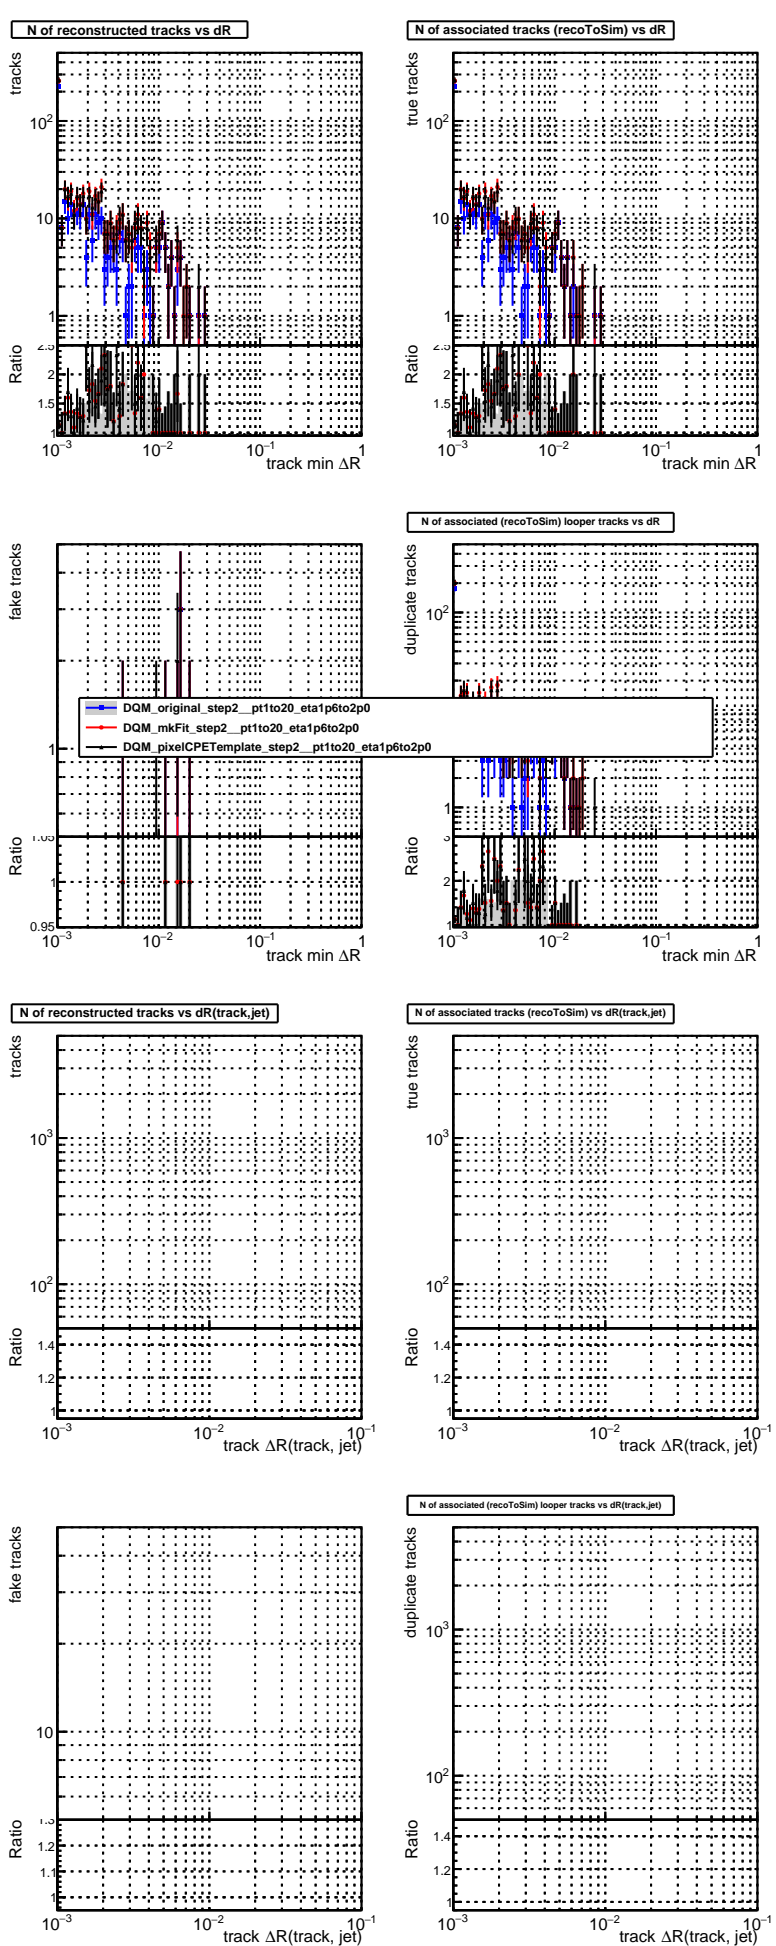 N of reconstructed tracks vs dR
tracks
10²
10
1
Ratio
2.5
2
1.5
1
10⁻³ 10⁻² 10⁻¹ 1
track min ΔR
N of associated tracks (recoToSim) vs dR
true tracks
10²
10
1
Ratio
2.5
2
1.5
1
10⁻³ 10⁻² 10⁻¹ 1
track min ΔR
fake tracks
1
Ratio
1.05
1
0.95
10⁻³ 10⁻² 10⁻¹ 1
track min ΔR
N of associated (recoToSim) looper tracks vs dR
duplicate tracks
10²
1
Ratio
3
2
1
10⁻³ 10⁻² 10⁻¹ 1
track min ΔR
DQM_original_step2__pt1to20_eta1p6to2p0
DQM_mkFit_step2__pt1to20_eta1p6to2p0
DQM_pixelCPETemplate_step2__pt1to20_eta1p6to2p0
N of reconstructed tracks vs dR(track,jet)
tracks
10³
10²
Ratio
1.4
1.2
1
10⁻³ 10⁻² 10⁻¹
track ΔR(track, jet)
N of associated tracks (recoToSim) vs dR(track,jet)
true tracks
10³
10²
Ratio
1.4
1.2
1
10⁻³ 10⁻² 10⁻¹
track ΔR(track, jet)
fake tracks
10
Ratio
1.3
1.2
1.1
1
10⁻³ 10⁻² 10⁻¹
track ΔR(track, jet)
N of associated (recoToSim) looper tracks vs dR(track,jet)
duplicate tracks
10³
10²
Ratio
1.4
1.2
1
10⁻³ 10⁻² 10⁻¹
track ΔR(track, jet)